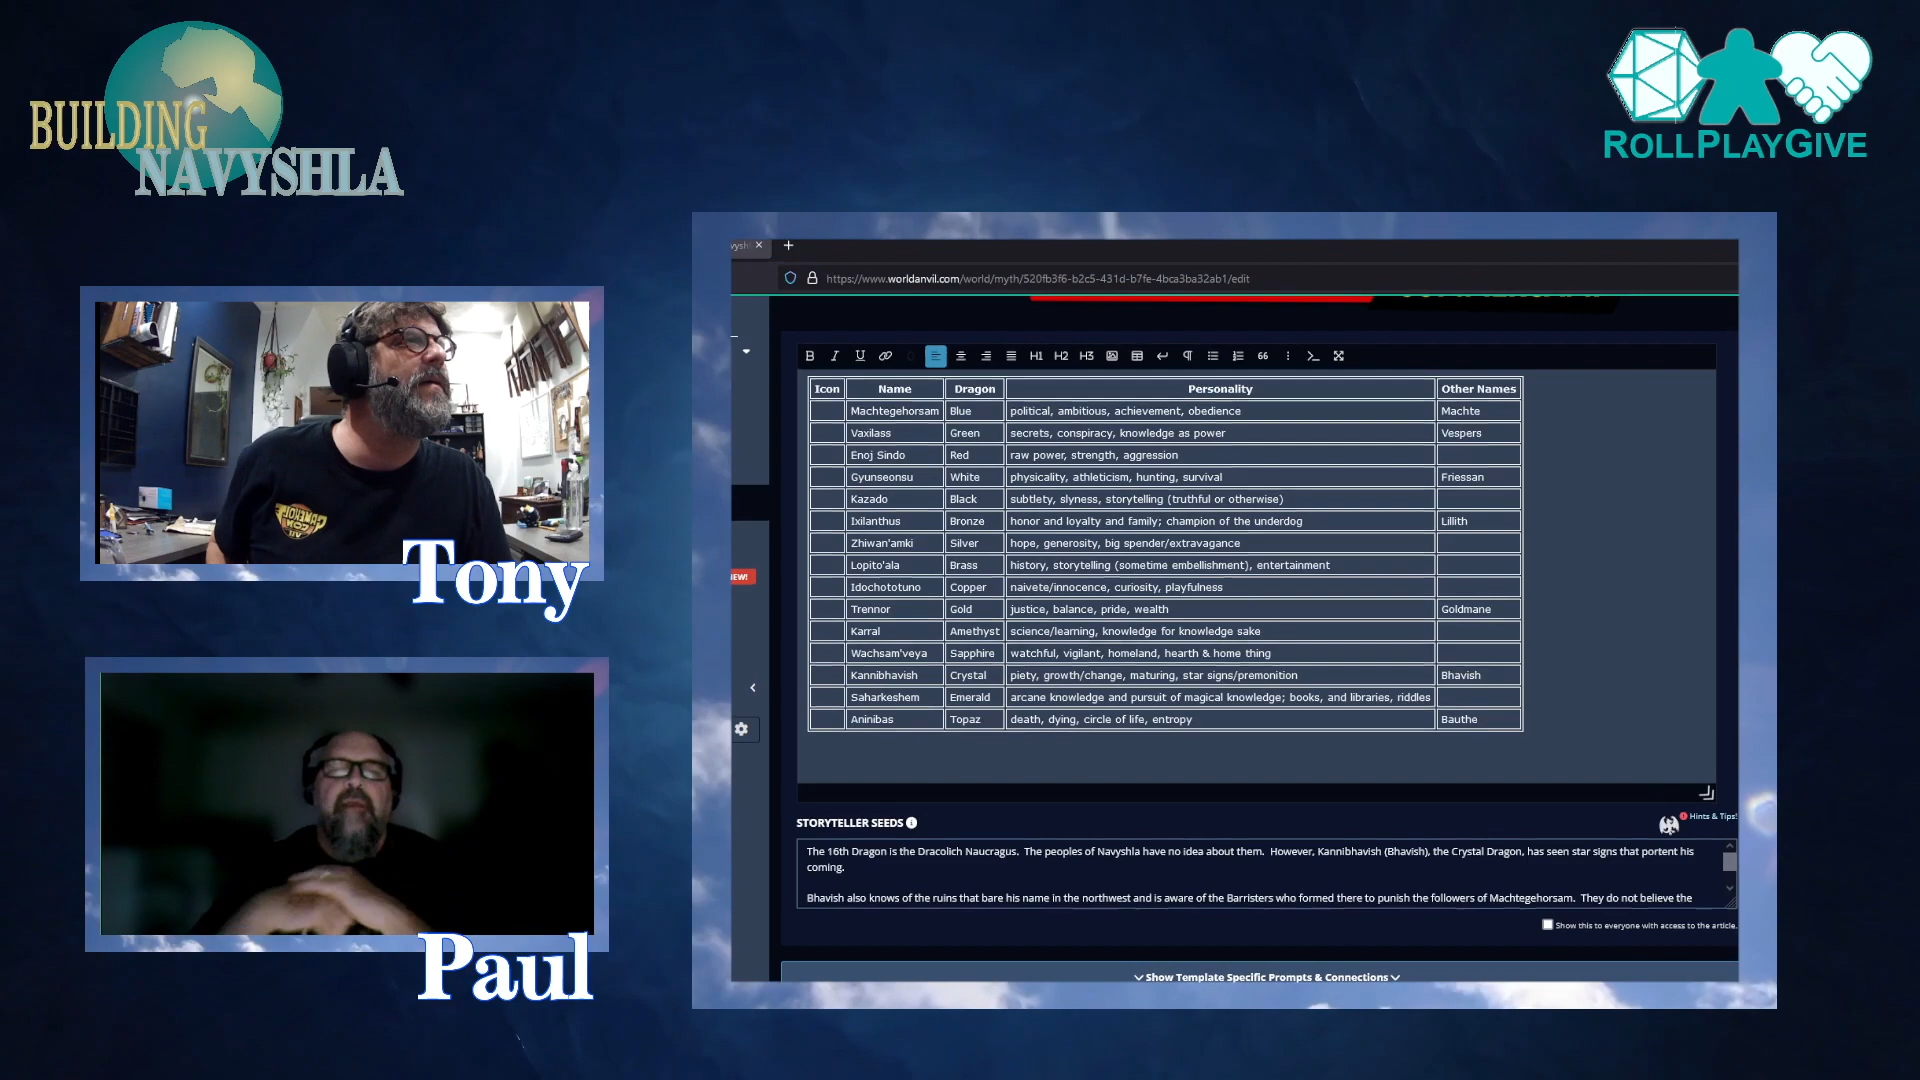 BUILDING
NAVYSHLA
ROLLPLAYGIVE
Tony
Paul
https://www.worldanvil.com/world/myth/520fb3f6-b2c5-431d-b7fe-4bca3ba32ab1/edit
B I U H1 H2 H3 66
Icon Name Dragon Personality Other Names
Machtegehorsam Blue political, ambitious, achievement, obedience Machte
Vaxilass Green secrets, conspiracy, knowledge as power Vespers
Enoj Sindo Red raw power, strength, aggression
Gyunseonsu White physicality, athleticism, hunting, survival Friessan
Kazado Black subtlety, slyness, storytelling (truthful or otherwise)
Ixilanthus Bronze honor and loyalty and family; champion of the underdog Lillith
Zhiwan'amki Silver hope, generosity, big spender/extravagance
Lopito'ala Brass history, storytelling (sometime embellishment), entertainment
Idochototuno Copper naivete/innocence, curiosity, playfulness
Trennor Gold justice, balance, pride, wealth Goldmane
Karral Amethyst science/learning, knowledge for knowledge sake
Wachsam'veya Sapphire watchful, vigilant, homeland, hearth & home thing
Kannibhavish Crystal piety, growth/change, maturing, star signs/premonition Bhavish
Saharkeshem Emerald arcane knowledge and pursuit of magical knowledge; books, and libraries, riddles
Aninibas Topaz death, dying, circle of life, entropy Bauthe
STORYTELLER SEEDS
Hints & Tips!
The 16th Dragon is the Dracolich Naucragus. The peoples of Navyshla have no idea about them. However, Kannibhavish (Bhavish), the Crystal Dragon, has seen star signs that portent his
coming.
Bhavish also knows of the ruins that bare his name in the northwest and is aware of the Barristers who formed there to punish the followers of Machtegehorsam. They do not believe the
Show this to everyone with access to the article.
Show Template Specific Prompts & Connections